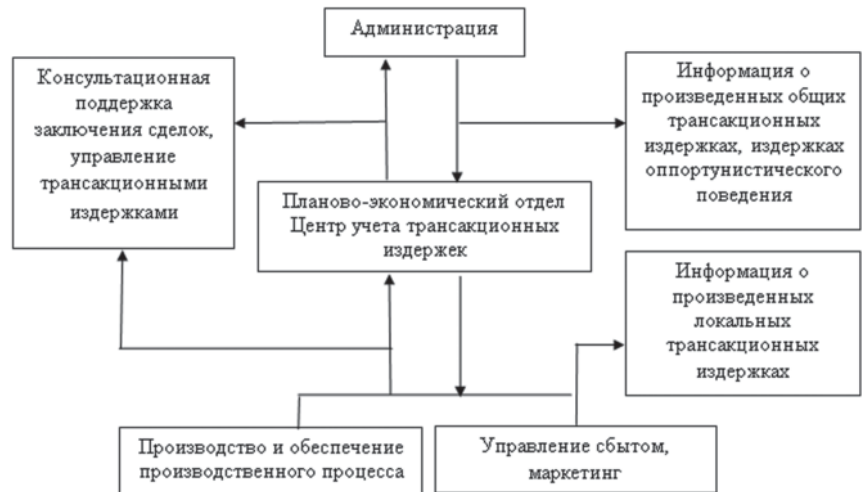 Администрация
Консультационная
поддержка
заключения сделок,
управление
трансакционными
издержками
Информация о
произведенных общих
трансакционных
издержках, издержках
оппортунистического
поведения
Планово-экономический отдел
Центр учета трансакционных
издержек
Информация о
произведенных
локальных
трансакционных
издержках
Производство и обеспечение
производственного процесса
Управление сбытом,
маркетинг